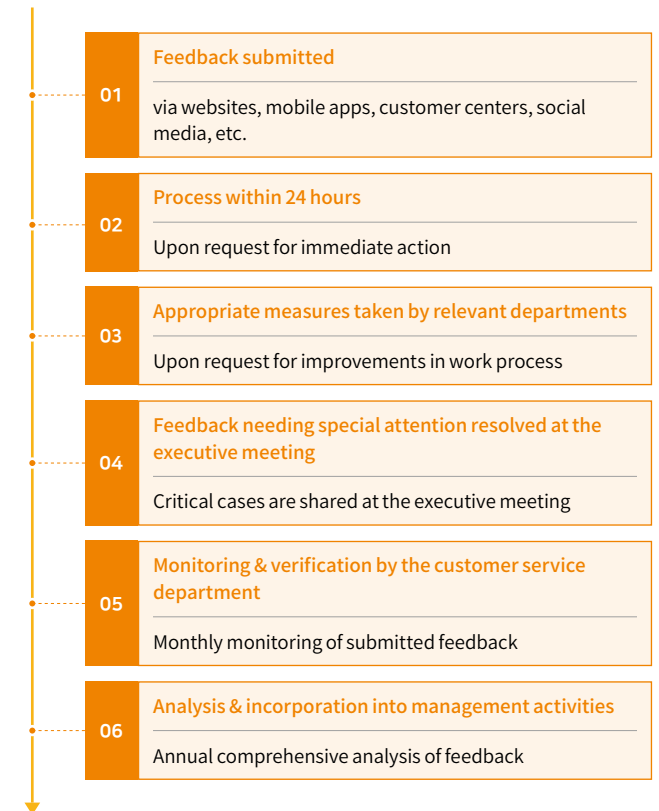 01
Feedback submitted
via websites, mobile apps, customer centers, social
media, etc.
02
Process within 24 hours
Upon request for immediate action
03
Appropriate measures taken by relevant departments
Upon request for improvements in work process
04
Feedback needing special attention resolved at the
executive meeting
Critical cases are shared at the executive meeting
05
Monitoring & verification by the customer service
department
Monthly monitoring of submitted feedback
06
Analysis & incorporation into management activities
Annual comprehensive analysis of feedback